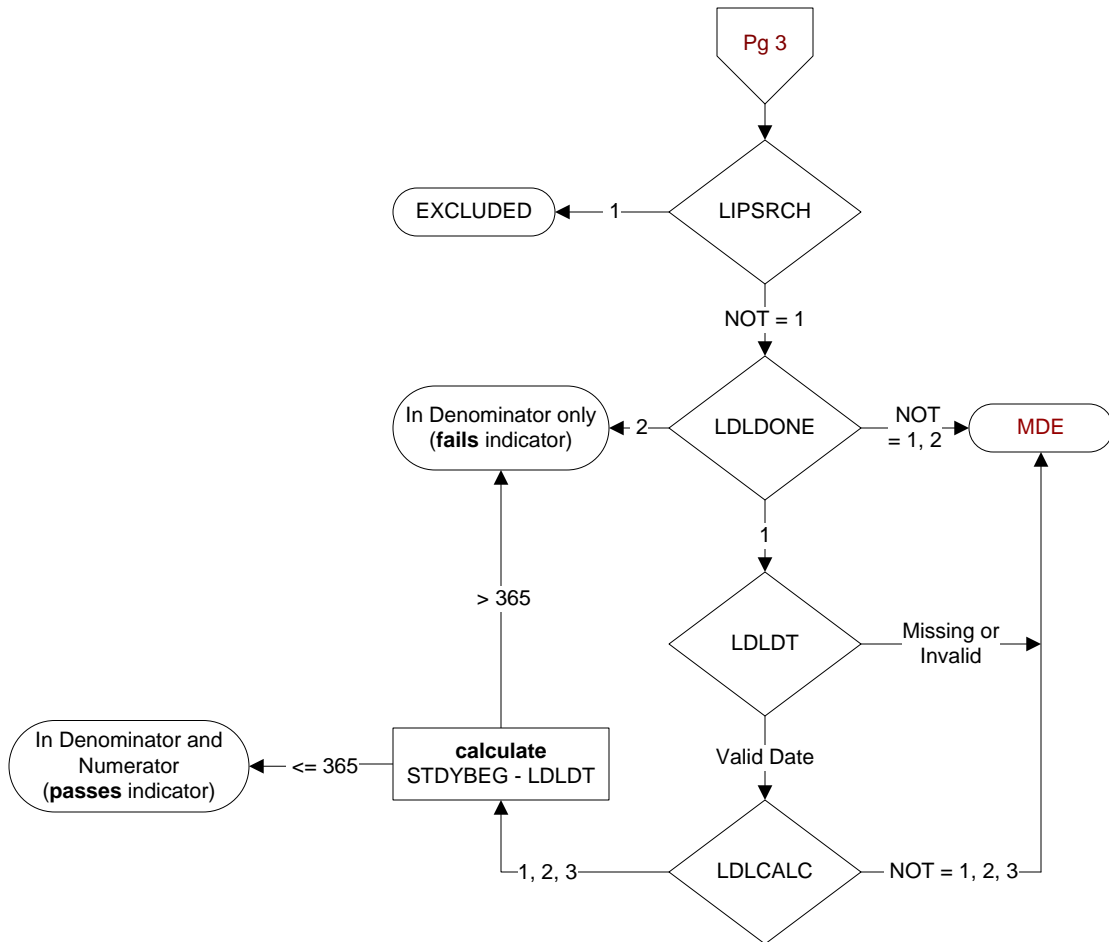 Pg 3
LIPSRCH
1
EXCLUDED
NOT = 1
LDLDONE
2
In Denominator only
(fails indicator)
NOT
= 1, 2
MDE
1
> 365
LDLDT
Missing or
Invalid
Valid Date
calculate
STDYBEG - LDLDT
<= 365
In Denominator and
Numerator
(passes indicator)
LDLCALC
1, 2, 3
NOT = 1, 2, 3